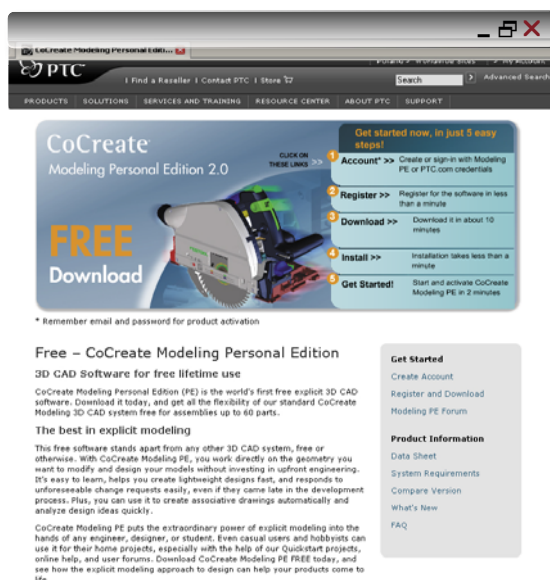 CoCreate Modeling Personal Editi...
PTC
Poland > Worldwide Sites | > My Account
| Find a Reseller | Contact PTC | Store
Search
Advanced Search
PRODUCTS SOLUTIONS SERVICES AND TRAINING RESOURCE CENTER ABOUT PTC SUPPORT
CoCreate
Modeling Personal Edition 2.0
FREE
Download
CLICK ON
THESE LINKS >>
Get started now, in just 5 easy
steps!
1 Account* >> Create or sign-in with Modeling
PE or PTC.com credentials
2 Register >> Register for the software in less
than a minute
3 Download >> Download it in about 10
minutes
4 Install >> Installation takes less than a
minute
5 Get Started! Start and activate CoCreate
Modeling PE in 2 minutes
* Remember email and password for product activation
Free – CoCreate Modeling Personal Edition
3D CAD Software for free lifetime use
CoCreate Modeling Personal Edition (PE) is the world's first free explicit 3D CAD
software. Download it today, and get all the flexibility of our standard CoCreate
Modeling 3D CAD system free for assemblies up to 60 parts.
The best in explicit modeling
This free software stands apart from any other 3D CAD system, free or
otherwise. With CoCreate Modeling PE, you work directly on the geometry you
want to modify and design your models without investing in upfront engineering.
It's easy to learn, helps you create lightweight designs fast, and responds to
unforeseeable change requests easily, even if they came late in the development
process. Plus, you can use it to create associative drawings automatically and
analyze design ideas quickly.
CoCreate Modeling PE puts the extraordinary power of explicit modeling into the
hands of any engineer, designer, or student. Even casual users and hobbyists can
use it for their home projects, especially with the help of our Quickstart projects,
online help, and user forums. Download CoCreate Modeling PE FREE today, and
see how the explicit modeling approach to design can help your products come to
life.
Get Started
Create Account
Register and Download
Modeling PE Forum
Product Information
Data Sheet
System Requirements
Compare Version
What's New
FAQ